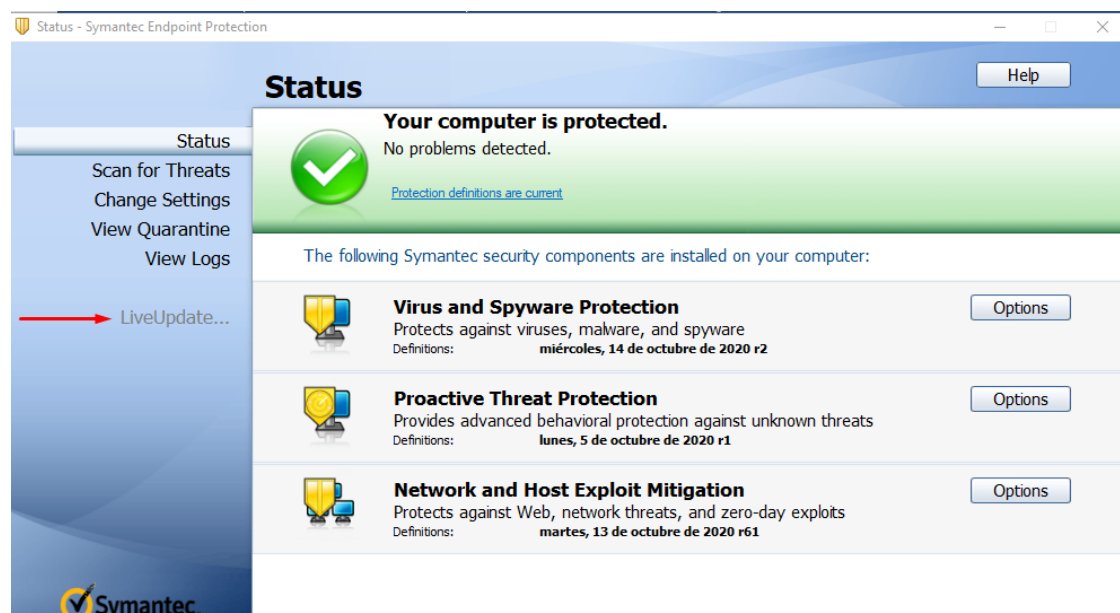 Status - Symantec Endpoint Protection
Status
Help
Status
Scan for Threats
Change Settings
View Quarantine
View Logs
LiveUpdate...
Your computer is protected.
No problems detected.
Protection definitions are current
The following Symantec security components are installed on your computer:
Virus and Spyware Protection
Protects against viruses, malware, and spyware
Definitions: miércoles, 14 de octubre de 2020 r2
Options
Proactive Threat Protection
Provides advanced behavioral protection against unknown threats
Definitions: lunes, 5 de octubre de 2020 r1
Options
Network and Host Exploit Mitigation
Protects against Web, network threats, and zero-day exploits
Definitions: martes, 13 de octubre de 2020 r61
Options
Symantec.